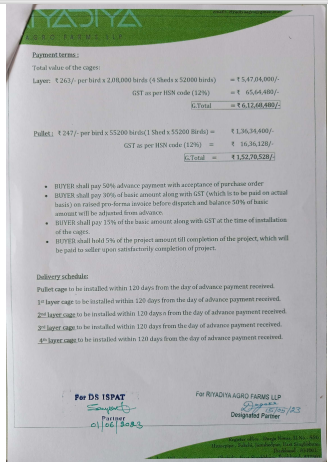 RIYADIYA
AGRO FARMS LLP
Payment terms :
Total value of the cages:
Layer: ₹ 263/- per bird x 2,08,000 birds (4 Sheds x 52000 birds) = ₹ 5,47,04,000/-
GST as per HSN code (12%) = ₹ 65,64,480/-
G.Total = ₹ 6,12,68,480/-
Pullet : ₹ 247/- per bird x 55200 birds(1 Shed x 55200 Birds) = ₹ 1,36,34,400/-
GST as per HSN code (12%) = ₹ 16,36,128/-
G.Total = ₹ 1,52,70,528/-
• BUYER shall pay 50% advance payment with acceptance of purchase order
• BUYER shall pay 30% of basic amount along GST (which is to be paid on actual
basis) on raised pro-forma invoice before dispatch and balance 50% of basic
amount will be adjusted from advance.
• BUYER shall pay 15% of the basic amount along with GST at the time of installation
of the cages.
• BUYER shall hold 5% of the project amount till completion of the project, which will
be paid to seller upon satisfactorily completion of project.
Delivery schedule:
Pullet cage to be installed within 120 days from the day of advance payment received.
1st layer cage to be installed within 120 days from the day of advance payment received.
2nd layer cage to be installed within 120 days from the day of advance payment received.
3rd layer cage to be installed within 120 days from the day of advance payment received.
4th layer cage to be installed within 120 days from the day of advance payment received.
For DS ISPAT
Partner
01/06/2023
For RIYADIYA AGRO FARMS LLP
Designated Partner